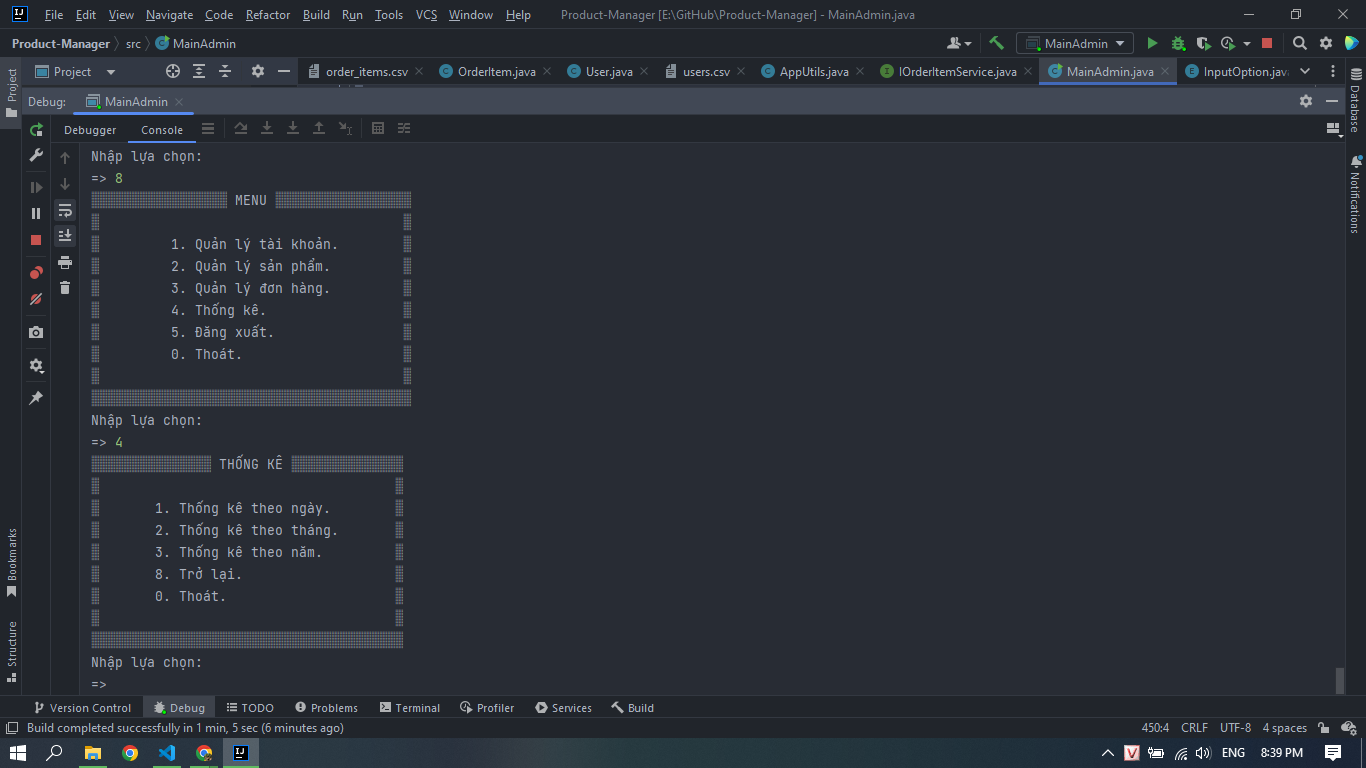 File Edit View Navigate Code Refactor Build Run Tools VCS Window Help Product-Manager [E:\GitHub\Product-Manager] - MainAdmin.java
Product-Manager src MainAdmin MainAdmin
Project order_items.csv OrderItem.java User.java users.csv AppUtils.java IOrderItemService.java MainAdmin.java InputOption.java
Debug: MainAdmin
Debugger Console
Nhập lựa chọn:
=> 8
MENU
1. Quản lý tài khoản.
2. Quản lý sản phẩm.
3. Quản lý đơn hàng.
4. Thống kê.
5. Đăng xuất.
0. Thoát.
Nhập lựa chọn:
=> 4
THỐNG KÊ
1. Thống kê theo ngày.
2. Thống kê theo tháng.
3. Thống kê theo năm.
8. Trở lại.
0. Thoát.
Nhập lựa chọn:
=>
Project
Bookmarks
Structure
Database
Notifications
Version Control Debug TODO Problems Terminal Profiler Services Build
Build completed successfully in 1 min, 5 sec (6 minutes ago) 450:4 CRLF UTF-8 4 spaces
ENG 8:39 PM